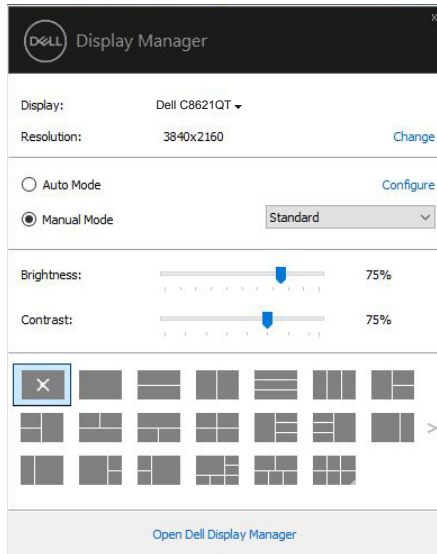 DELL Display Manager
Display: Dell C8621QT
Resolution: 3840x2160 Change
Auto Mode Configure
Manual Mode Standard
Brightness: 75%
Contrast: 75%
Open Dell Display Manager